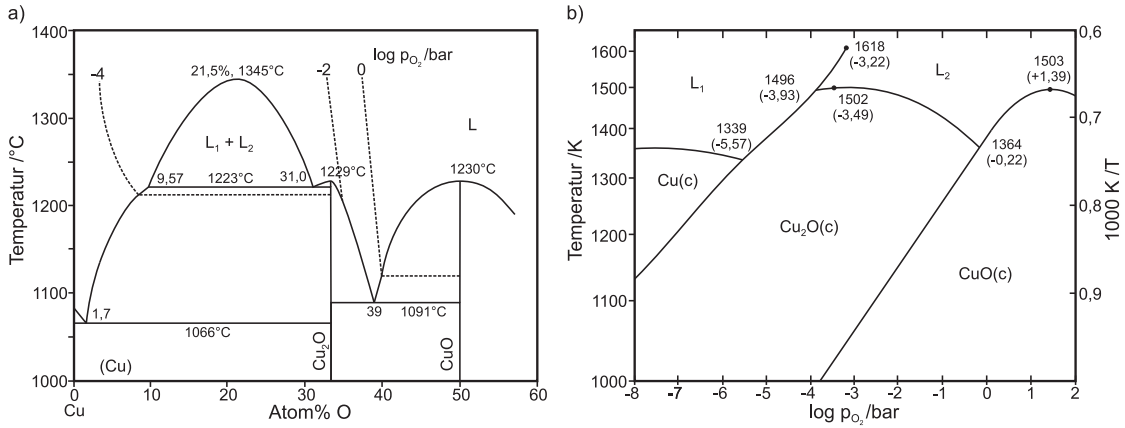 a)
log p_O₂/bar
1400
1300
1200
1100
1000
Temperatur /°C
-4
-2
0
21,5%, 1345°C
L₁ + L₂
L
9,57
1223°C
31,0
1229°C
1230°C
1,7
39
1091°C
1066°C
(Cu)
Cu₂O
CuO
0
10
20
30
40
50
60
Cu
Atom% O
b)
1600
1500
1400
1300
1200
1100
1000
Temperatur /K
1618
(-3,22)
1503
(+1,39)
1496
(-3,93)
L₂
L₁
1502
(-3,49)
1339
(-5,57)
1364
(-0,22)
Cu(c)
Cu₂O(c)
CuO(c)
0,6
0,7
0,8
0,9
1000 K /T
-8
-7
-6
-5
-4
-3
-2
-1
0
1
2
log p_O₂/bar